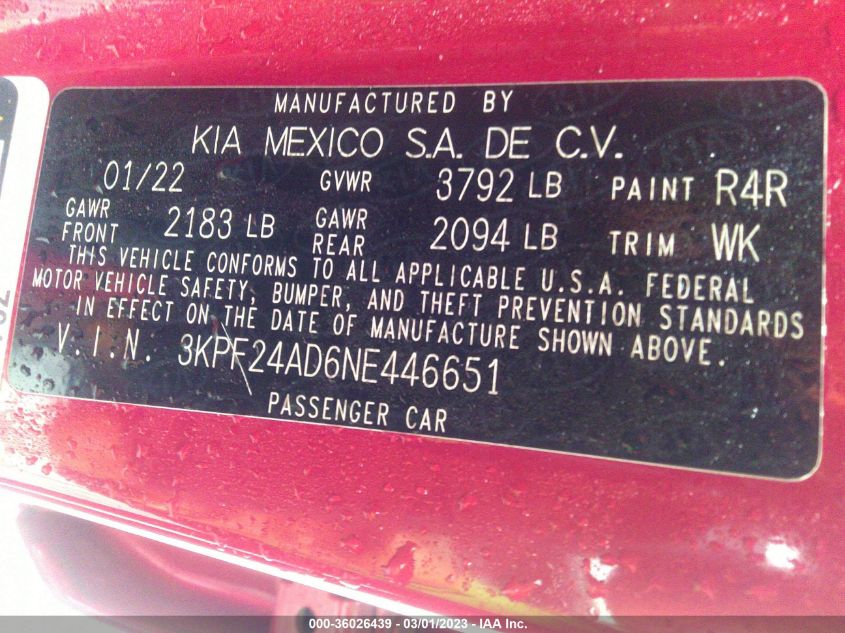 MANUFACTURED BY
KIA MEXICO S.A. DE C.V.
01/22 GVWR 3792 LB PAINT R4R
GAWR FRONT 2183 LB GAWR REAR 2094 LB TRIM WK
THIS VEHICLE CONFORMS TO ALL APPLICABLE U.S.A. FEDERAL
MOTOR VEHICLE SAFETY, BUMPER, AND THEFT PREVENTION STANDARDS
IN EFFECT ON THE DATE OF MANUFACTURE SHOWN ABOVE.
V.I.N. 3KPF24AD6NE446651
PASSENGER CAR
000-36026439 - 03/01/2023 - IAA Inc.